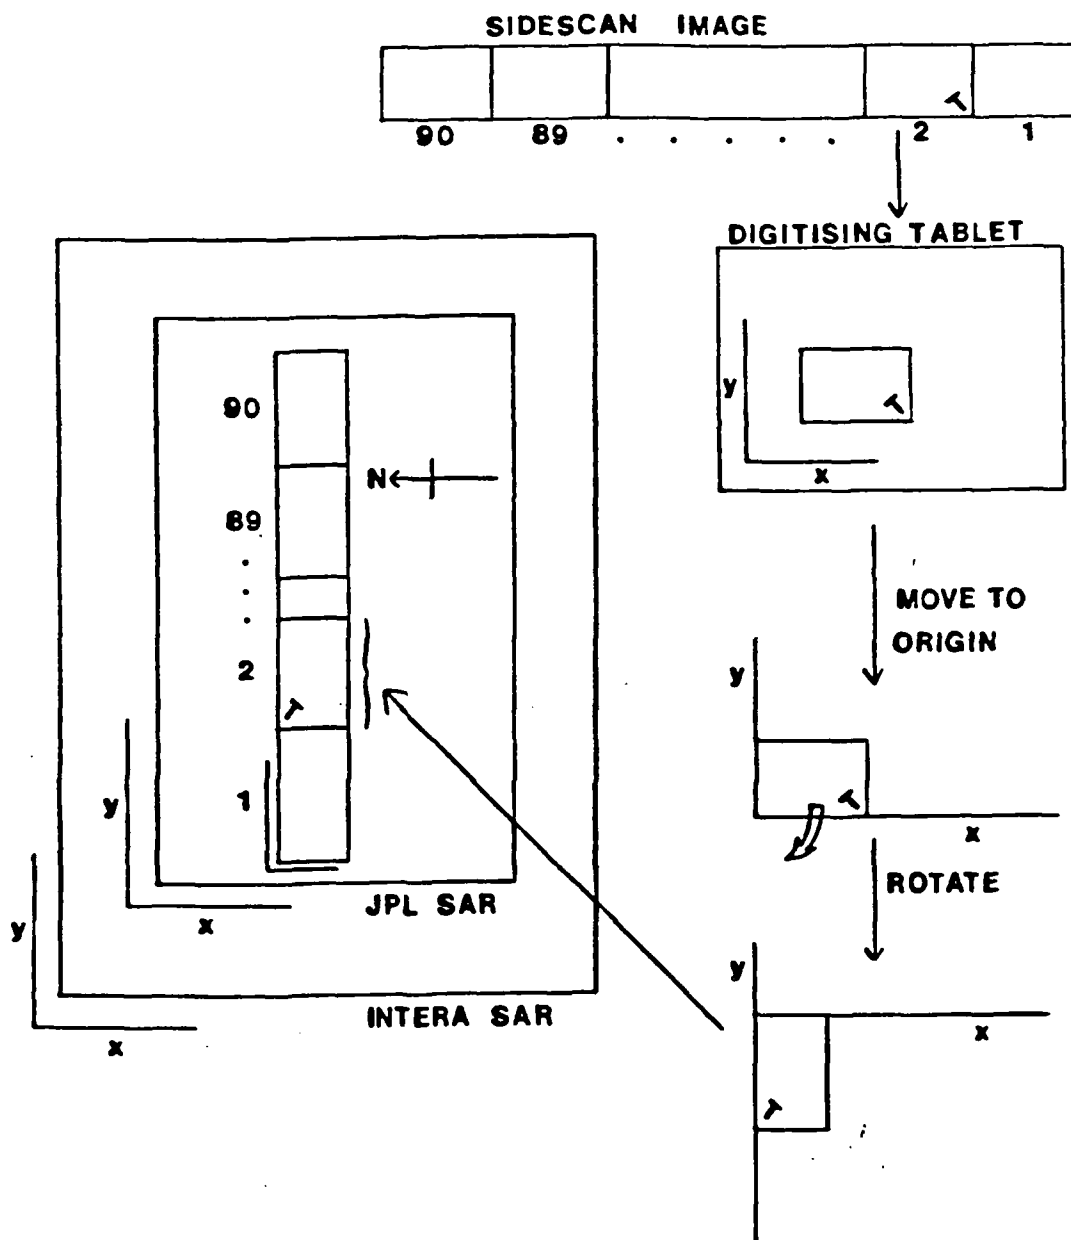 SIDESCAN IMAGE
T
90 89 . . . . . 2 1
DIGITISING TABLET
y
T
x
90
N
89
.
.
.
2
T
1
y
x
JPL SAR
y
x
INTERA SAR
MOVE TO
ORIGIN
y
T
x
ROTATE
y
x
T